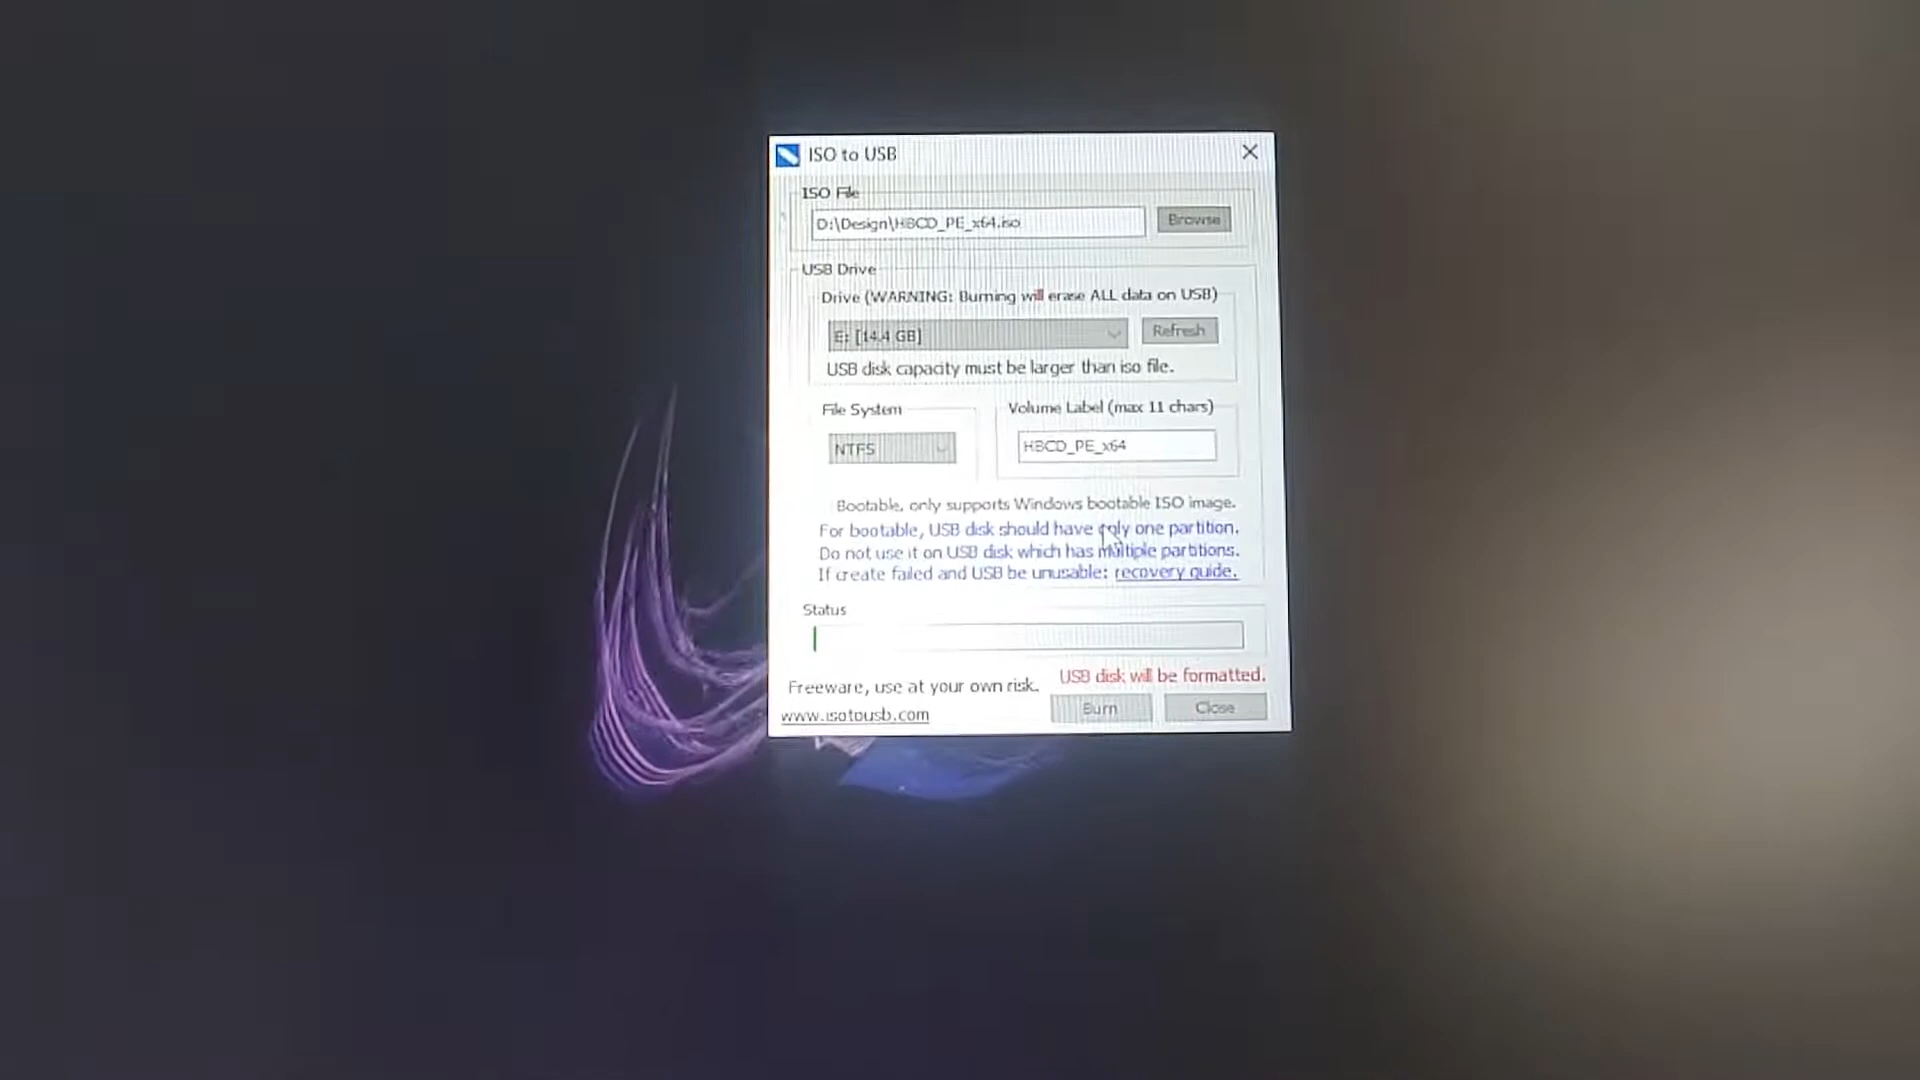 ISO to USB
ISO File
D:\Design\HBCD_PE_x64.iso
Browse
USB Drive
Drive (WARNING: Burning will erase ALL data on USB)
E: [14.4 GB]
Refresh
USB disk capacity must be larger than iso file.
File System
Volume Label (max 11 chars)
NTFS
HBCD_PE_x64
Bootable, only supports Windows bootable ISO image.
For bootable, USB disk should have only one partition.
Do not use it on USB disk which has multiple partitions.
If create failed and USB be unusable: recovery guide.
Status
USB disk will be formatted.
Freeware, use at your own risk.
www.isotousb.com
Burn
Close